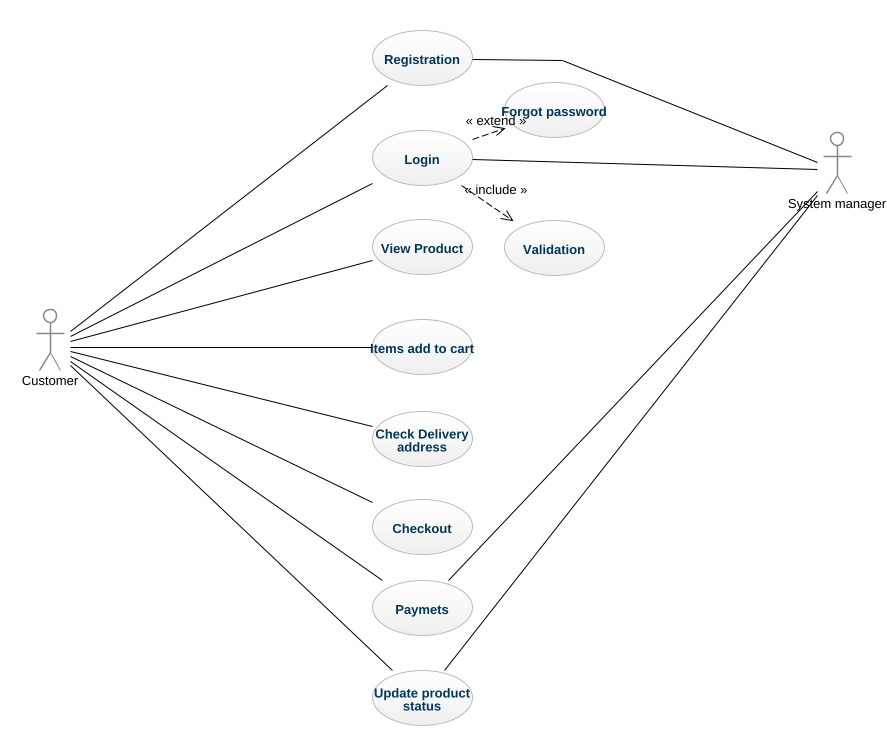 Registration
Forgot password
« extend »
Login
« include »
System manager
View Product
Validation
Items add to cart
Customer
Check Delivery
address
Checkout
Paymets
Update product
status